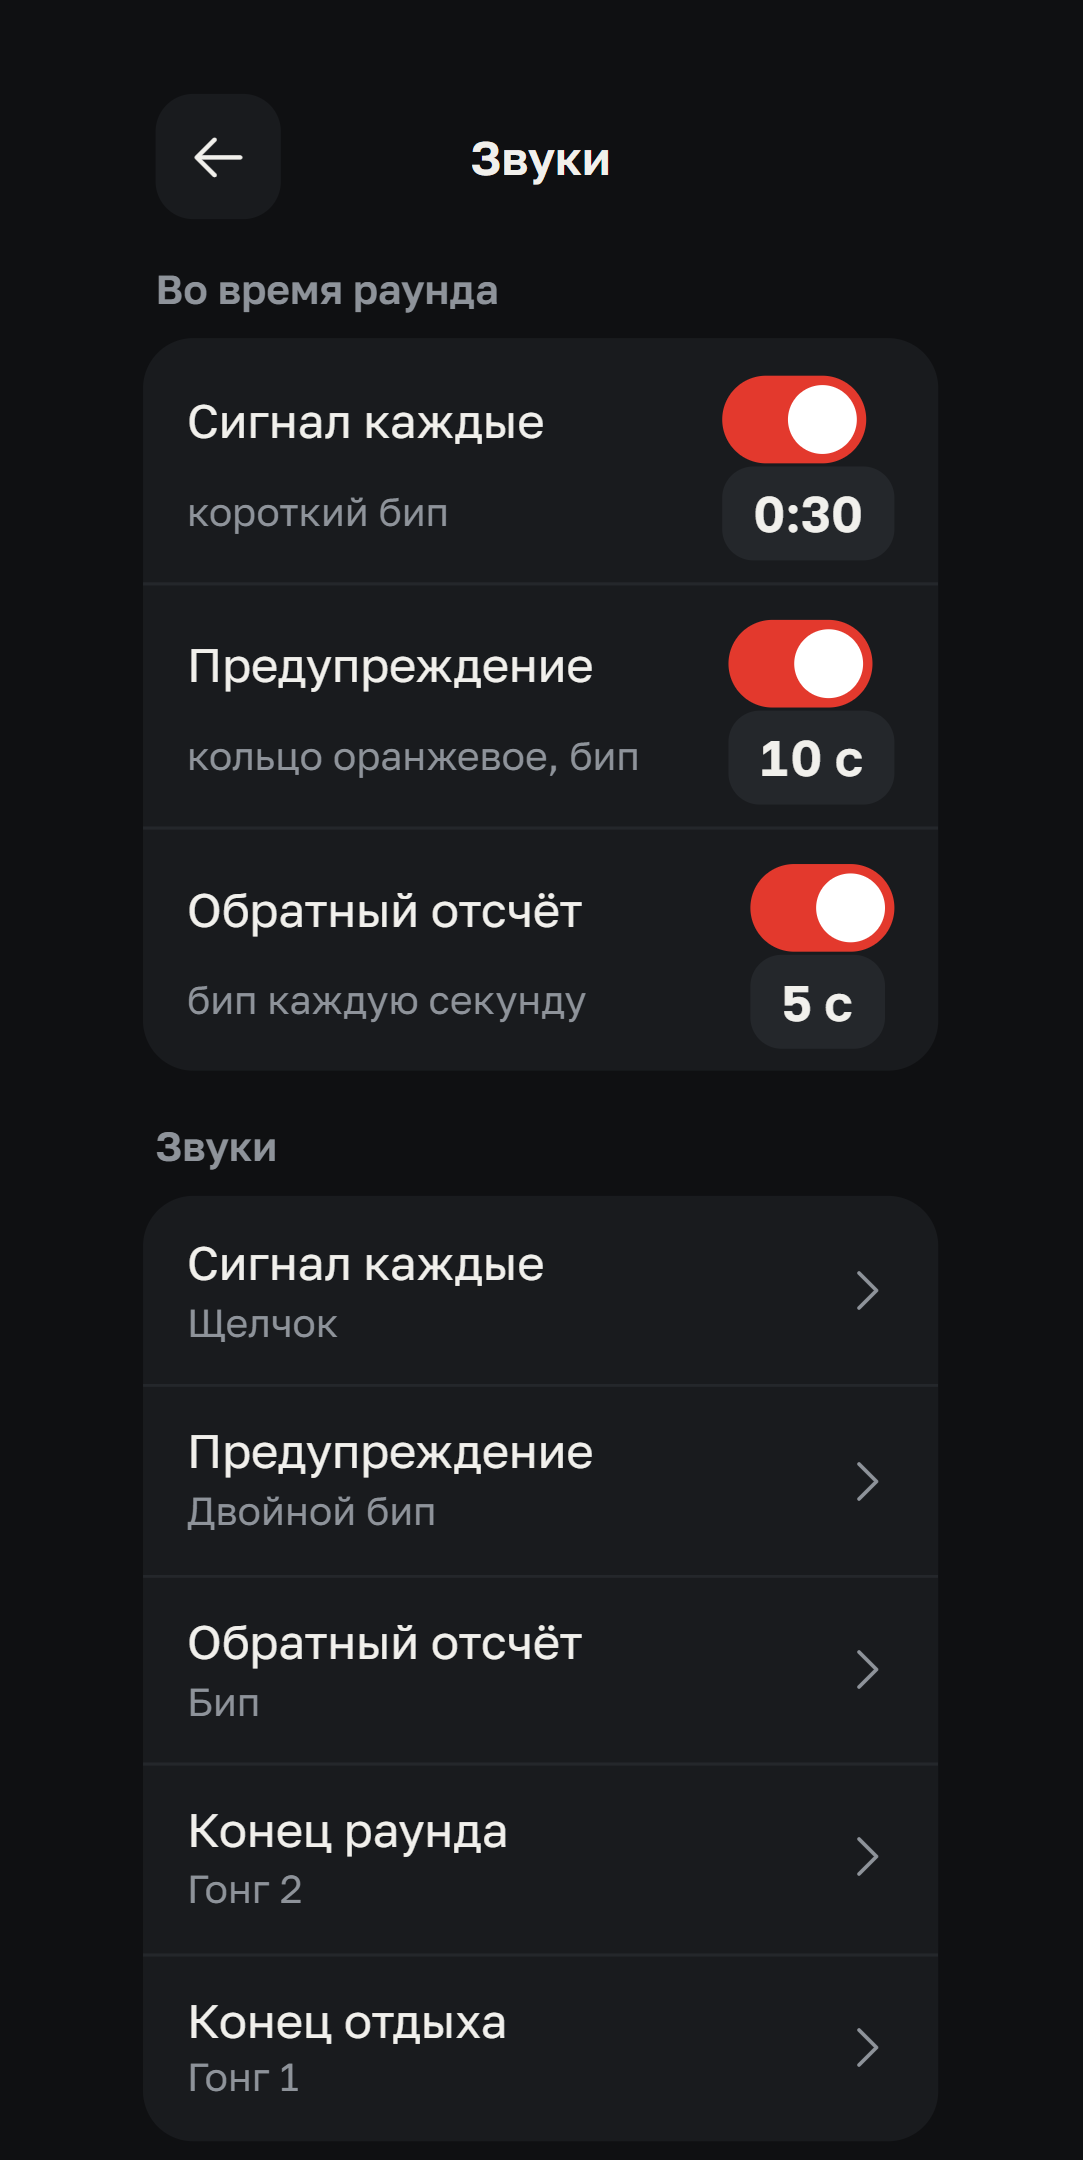 Звуки
Во время раунда
Сигнал каждые
короткий бип
0:30
Предупреждение
кольцо оранжевое, бип
10 с
Обратный отсчёт
бип каждую секунду
5 с
Звуки
Сигнал каждые
Щелчок
Предупреждение
Двойной бип
Обратный отсчёт
Бип
Конец раунда
Гонг 2
Конец отдыха
Гонг 1